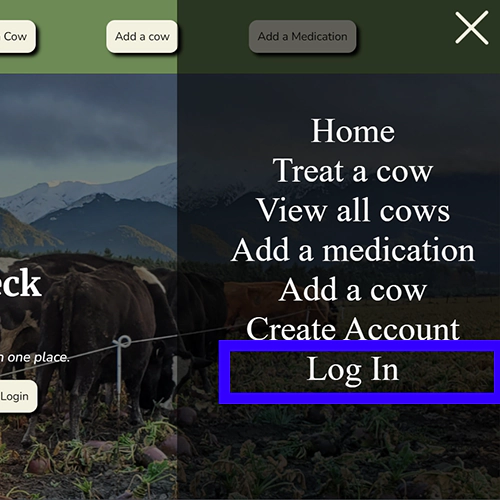 Cow
Add a cow
Add a Medication
Home
Treat a cow
View all cows
Add a medication
Add a cow
Create Account
Log In
eck
one place.
Login